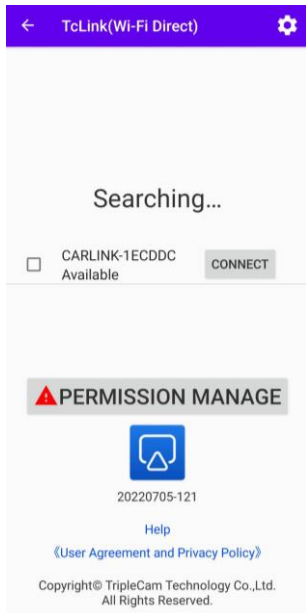 TcLink(Wi-Fi Direct)
Searching...
CARLINK-1ECDDC
Available
CONNECT
PERMISSION MANAGE
20220705-121
Help
《User Agreement and Privacy Policy》
Copyright© TripleCam Technology Co.,Ltd.
All Rights Reserved.